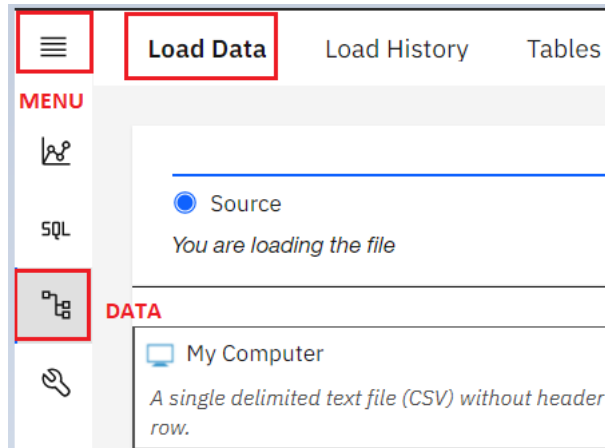 Load Data Load History Tables
MENU
Source
SQL
You are loading the file
DATA
My Computer
A single delimited text file (CSV) without header
row.